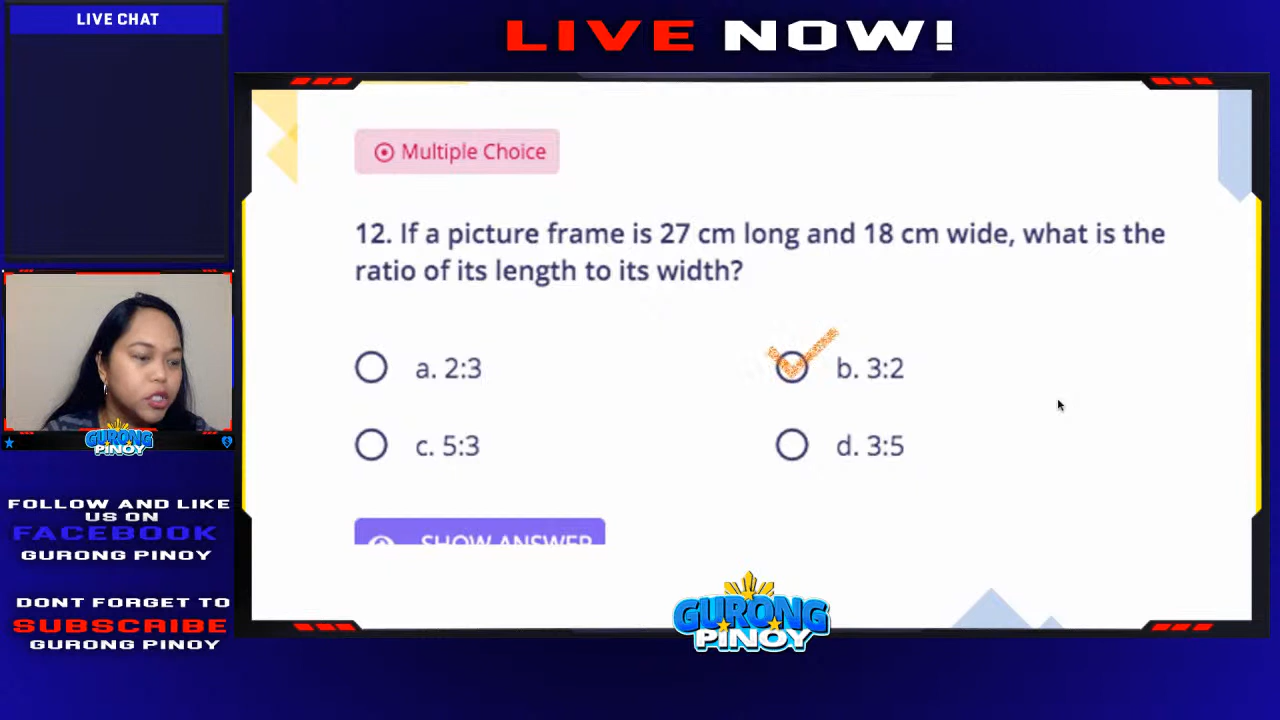 LIVE CHAT
LIVE NOW!
Multiple Choice
12. If a picture frame is 27 cm long and 18 cm wide, what is the
ratio of its length to its width?
a. 2:3
b. 3:2
c. 5:3
d. 3:5
SHOW ANSWER
GURONG
PINOY
FOLLOW AND LIKE
US ON
FACEBOOK
GURONG PINOY
DONT FORGET TO
SUBSCRIBE
GURONG PINOY
GURONG
PINOY